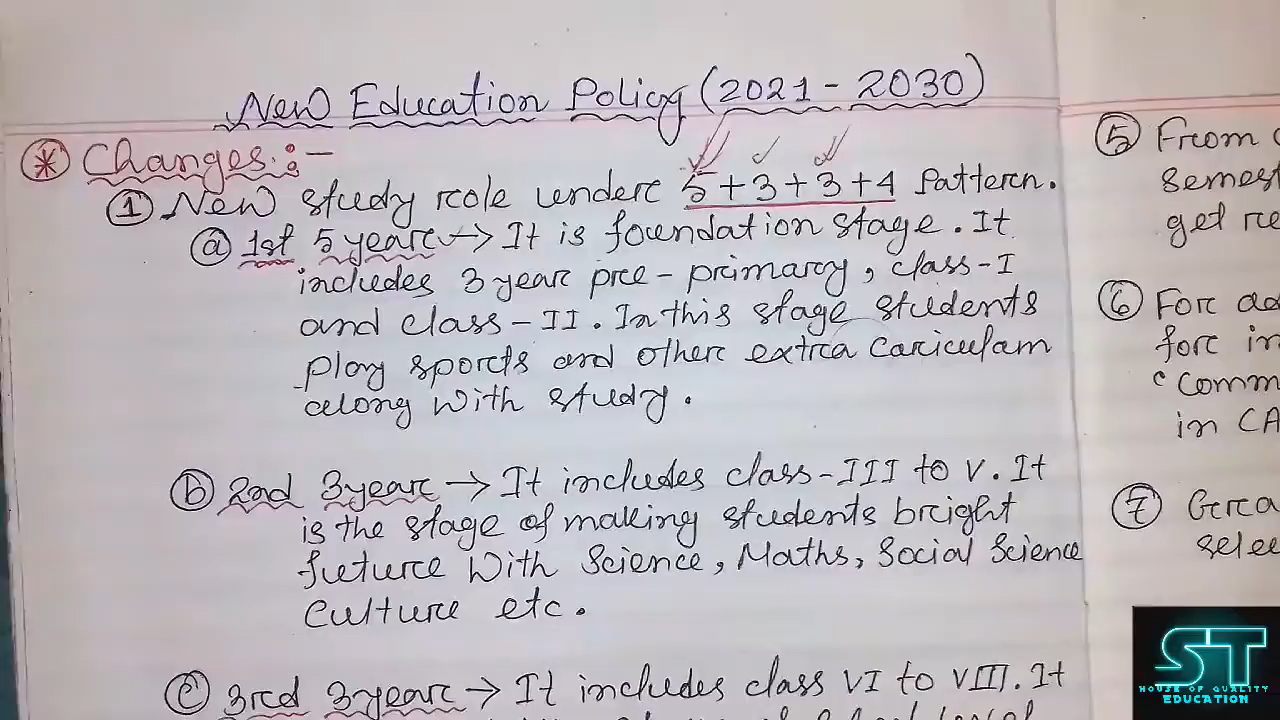 New Education Policy (2021 - 2030)
* Changes :-
① New study role under 5+3+3+4 Pattern.
ⓐ 1st 5 year → It is foundation stage. It
includes 3 year pre-primary, class-I
and class-II. In this stage students
play sports and other extra cariculam
along with study.
ⓑ 2nd 3 year → It includes class-III to V. It
is the stage of making students bright
future with Science, Maths, Social Science
culture etc.
ⓒ 3rd 3 year → It includes class VI to VIII. It
⑤ From
semest
get re
⑥ For
for in
Comm
in CA
⑦
selec
ST
HOUSE OF QUALITY
EDUCATION